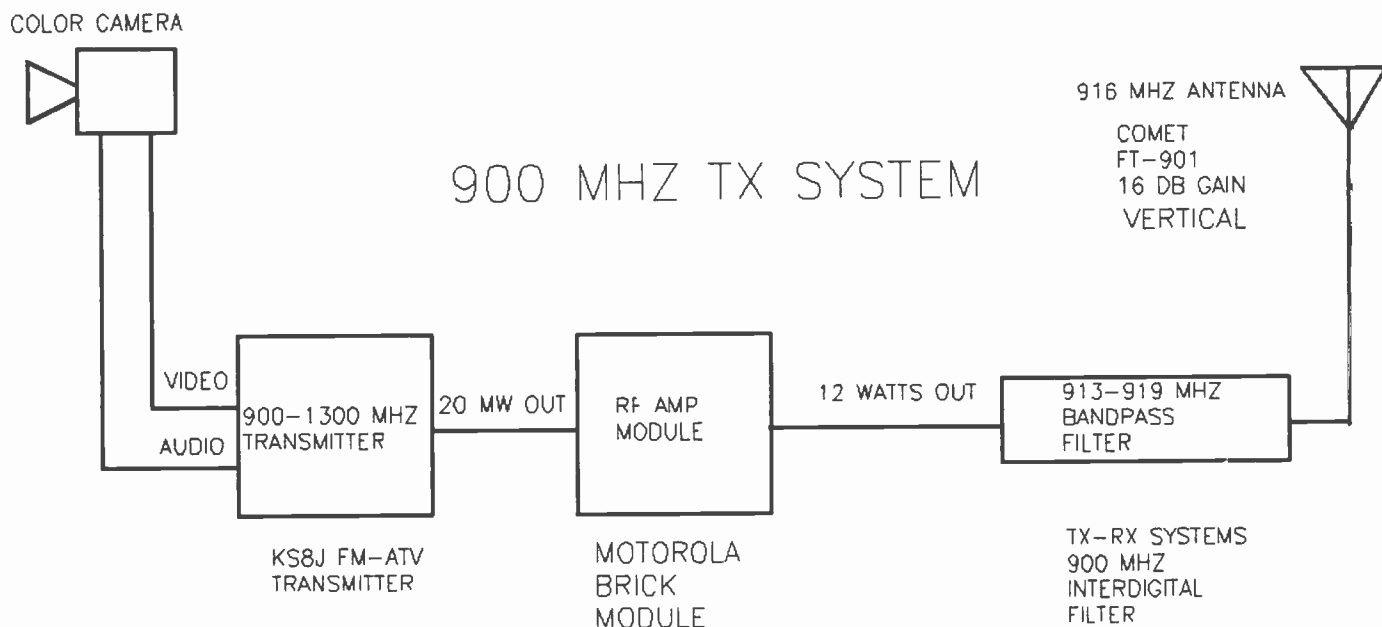 COLOR CAMERA
916 MHZ ANTENNA
COMET
FT-901
16 DB GAIN
VERTICAL
900 MHZ TX SYSTEM
VIDEO
AUDIO
900-1300 MHZ
TRANSMITTER
20 MW OUT
RF AMP
MODULE
12 WATTS OUT
913-919 MHZ
BANDPASS
FILTER
KS8J FM-ATV
TRANSMITTER
MOTOROLA
BRICK
MODULE
TX-RX SYSTEMS
900 MHZ
INTERDIGITAL
FILTER